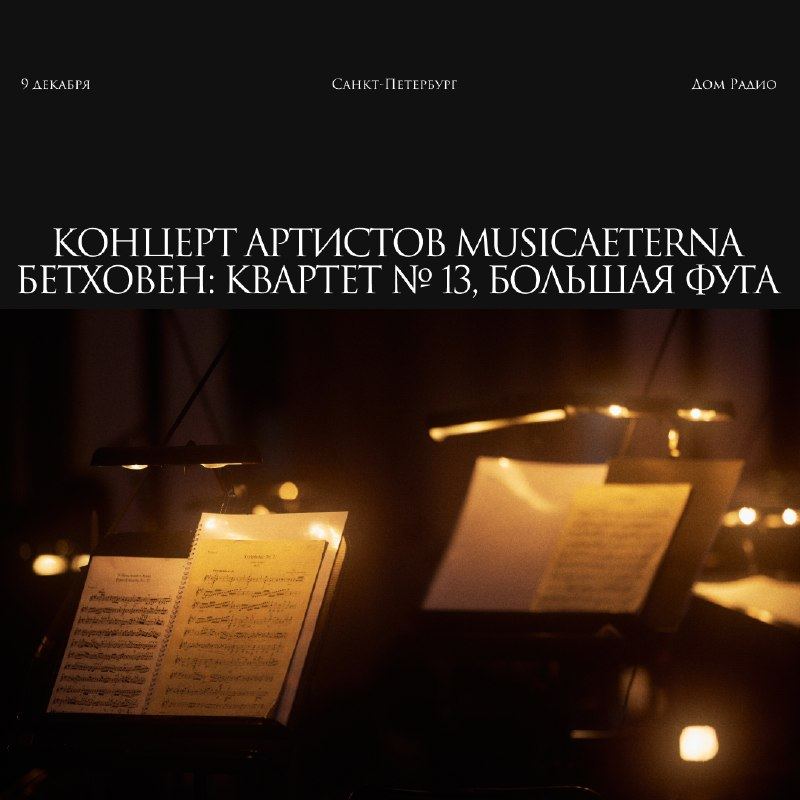 9 декабря
Санкт-Петербург
Дом Радио
КОНЦЕРТ АРТИСТОВ MUSICAETERNA
БЕТХОВЕН: КВАРТЕТ № 13, БОЛЬШАЯ ФУГА